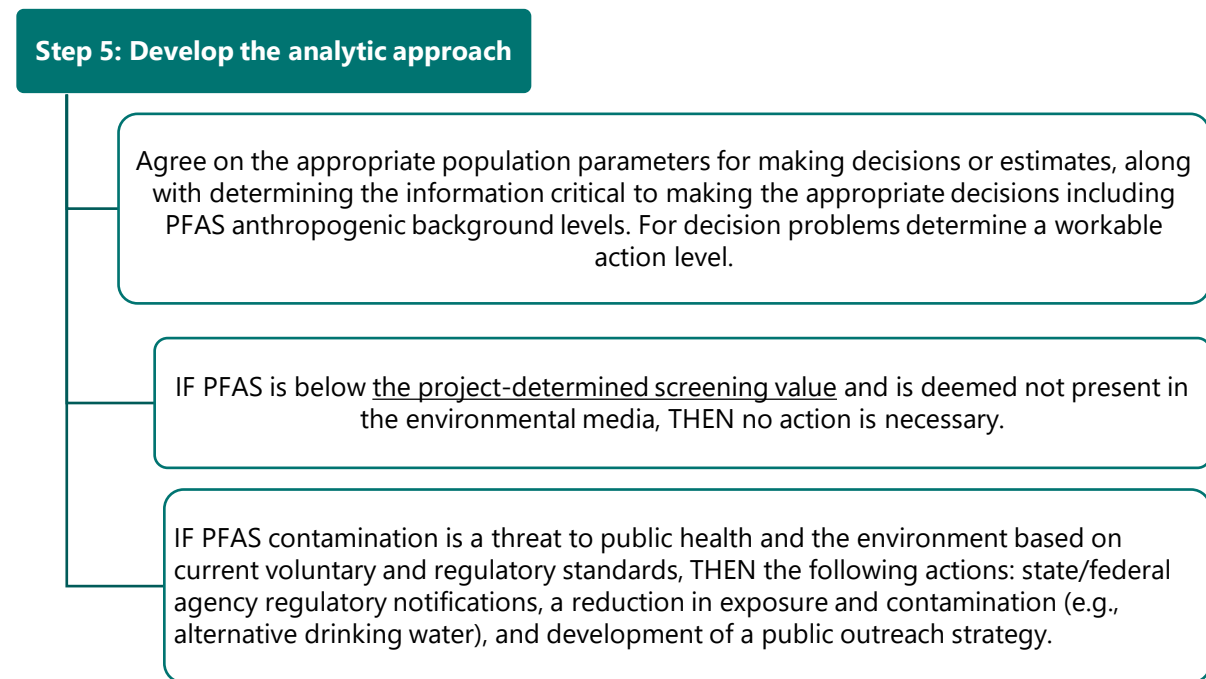 Step 5: Develop the analytic approach
Agree on the appropriate population parameters for making decisions or estimates, along
with determining the information critical to making the appropriate decisions including
PFAS anthropogenic background levels. For decision problems determine a workable
action level.
IF PFAS is below the project-determined screening value and is deemed not present in
the environmental media, THEN no action is necessary.
IF PFAS contamination is a threat to public health and the environment based on
current voluntary and regulatory standards, THEN the following actions: state/federal
agency regulatory notifications, a reduction in exposure and contamination (e.g.,
alternative drinking water), and development of a public outreach strategy.